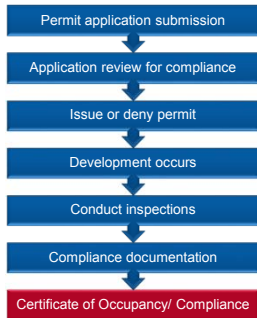 Permit application submission
Application review for compliance
Issue or deny permit
Development occurs
Conduct inspections
Compliance documentation
Certificate of Occupancy/ Compliance